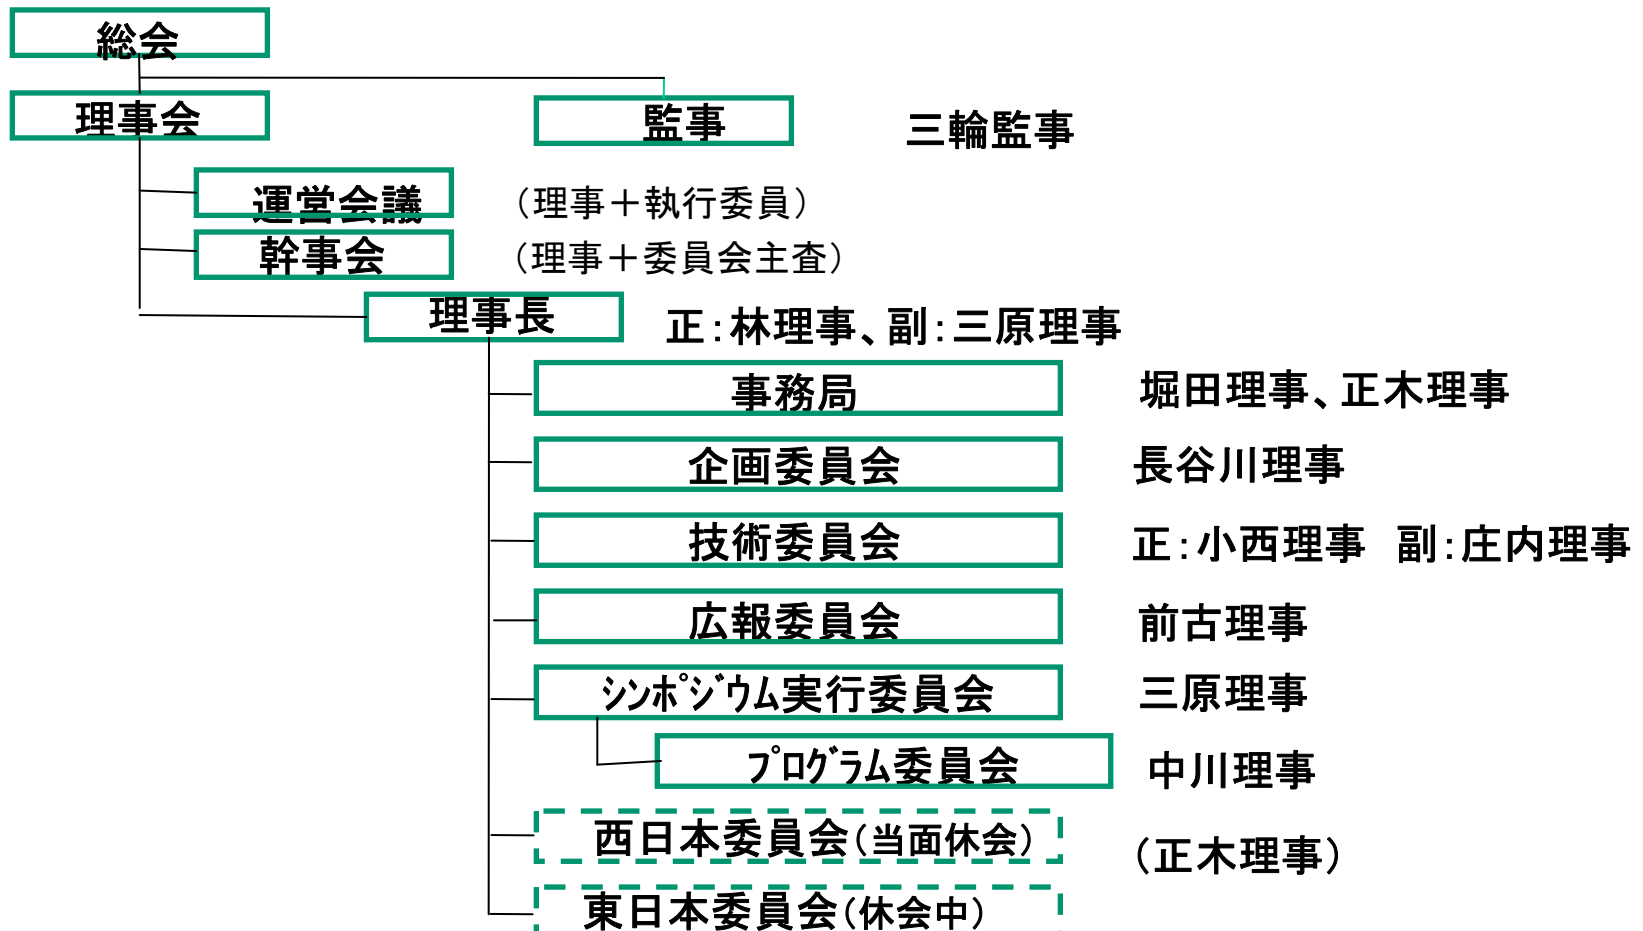 総会
理事会
監事 三輪監事
運営会議 （理事＋執行委員）
幹事会 （理事＋委員会主査）
理事長 正：林理事、副：三原理事
事務局 堀田理事、正木理事
企画委員会 長谷川理事
技術委員会 正：小西理事　副：庄内理事
広報委員会 前古理事
ｼﾝﾎﾟｼﾞｳﾑ実行委員会 三原理事
ﾌﾟﾛｸﾞﾗﾑ委員会 中川理事
西日本委員会（当面休会） （正木理事）
東日本委員会（休会中）